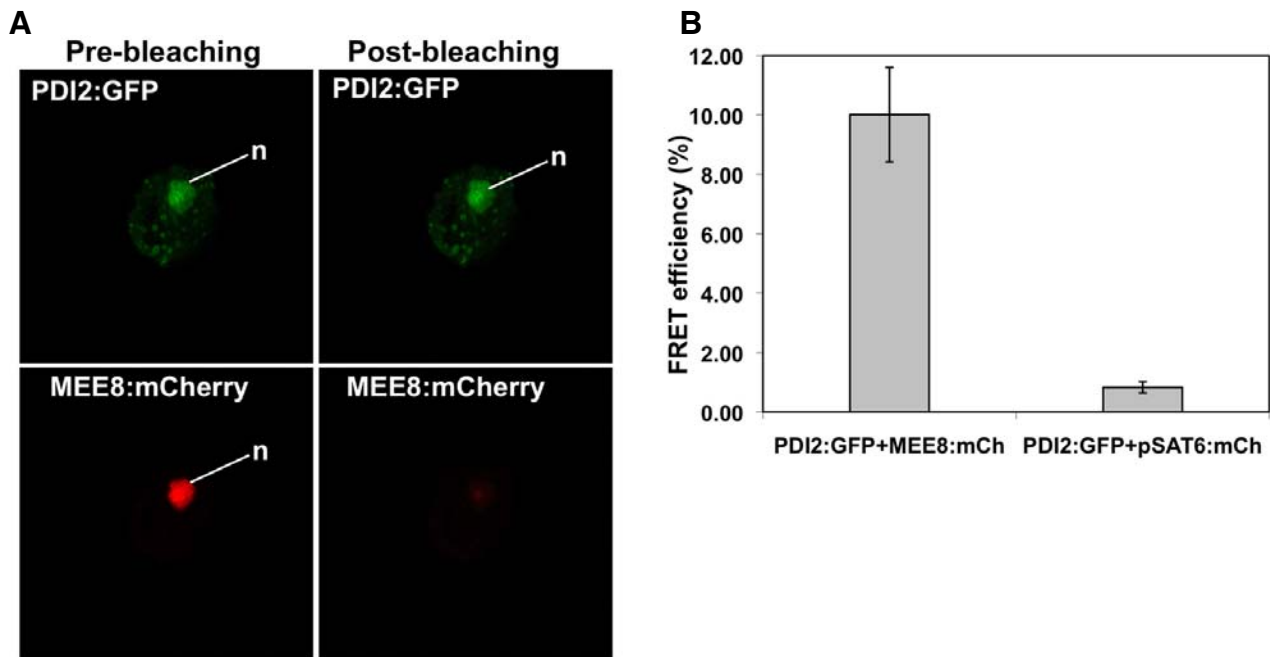 A
Pre-bleaching
Post-bleaching
PDI2:GFP
PDI2:GFP
n
n
MEE8:mCherry
MEE8:mCherry
n
B
FRET efficiency (%)
12.00
10.00
8.00
6.00
4.00
2.00
0.00
PDI2:GFP+MEE8:mCh
PDI2:GFP+pSAT6:mCh